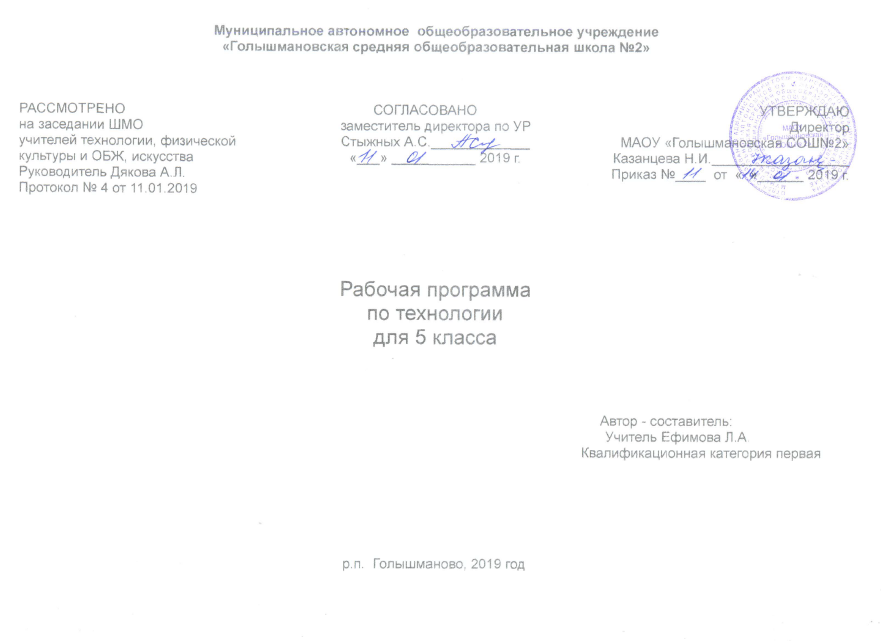 Муниципальное автономное общеобразовательное учреждение
«Голышмановская средняя общеобразовательная школа №2»
РАССМОТРЕНО
на заседании ШМО
учителей технологии, физической
культуры и ОБЖ, искусства
Руководитель Дякова А.Л.
Протокол № 4 от 11.01.2019
СОГЛАСОВАНО
заместитель директора по УР
Стыжных А.С.
«11» 01 2019 г.
УТВЕРЖДАЮ
Директор
МАОУ «Голышмановская СОШ№2»
Казанцева Н.И.
Приказ № 11 от «14» 01 2019 г.
Рабочая программа
по технологии
для 5 класса
Автор - составитель:
Учитель Ефимова Л.А
Квалификационная категория первая
р.п. Голышманово, 2019 год